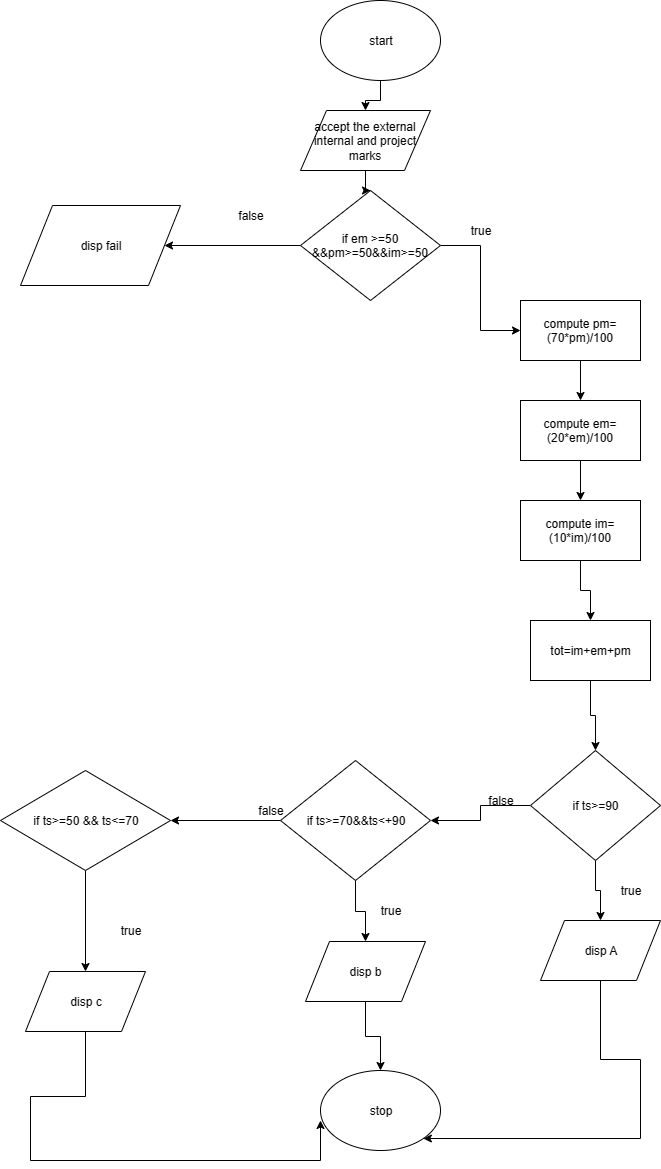 start
accept the external
internal and project
marks
false
true
disp fail
if em >=50
&&pm>=50&&im>=50
compute pm=
(70*pm)/100
compute em=
(20*em)/100
compute im=
(10*im)/100
tot=im+em+pm
if ts>=50 && ts<=70
false
if ts>=70&&ts<+90
false
if ts>=90
true
true
true
disp c
disp b
disp A
stop